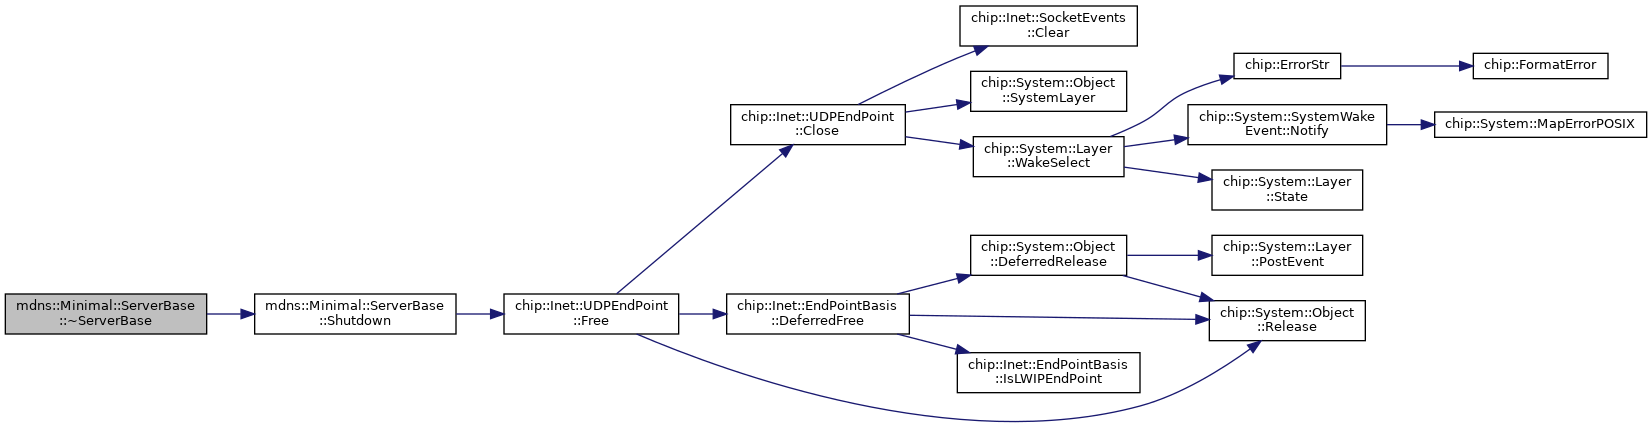 chip::Inet::SocketEvents
::Clear
chip::ErrorStr
chip::FormatError
chip::System::Object
::SystemLayer
chip::Inet::UDPEndPoint
::Close
chip::System::SystemWake
Event::Notify
chip::System::MapErrorPOSIX
chip::System::Layer
::WakeSelect
chip::System::Layer
::State
chip::System::Object
::DeferredRelease
chip::System::Layer
::PostEvent
mdns::Minimal::ServerBase
::~ServerBase
mdns::Minimal::ServerBase
::Shutdown
chip::Inet::UDPEndPoint
::Free
chip::Inet::EndPointBasis
::DeferredFree
chip::System::Object
::Release
chip::Inet::EndPointBasis
::IsLWIPEndPoint